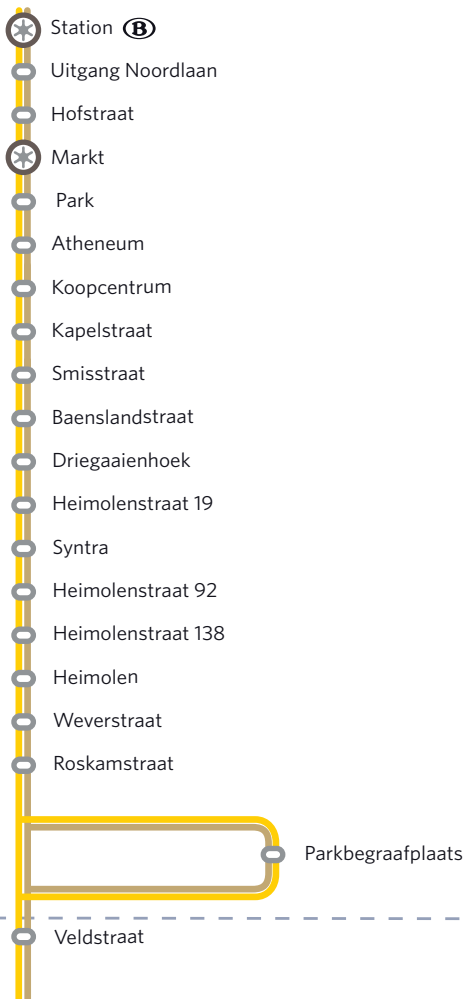 Station B
Uitgang Noordlaan
Hofstraat
Markt
Park
Atheneum
Koopcentrum
Kapelstraat
Smisstraat
Baenslandstraat
Driegaaienhoek
Heimolenstraat 19
Syntra
Heimolenstraat 92
Heimolenstraat 138
Heimolen
Weverstraat
Roskamstraat
Parkbegraafplaats
Veldstraat